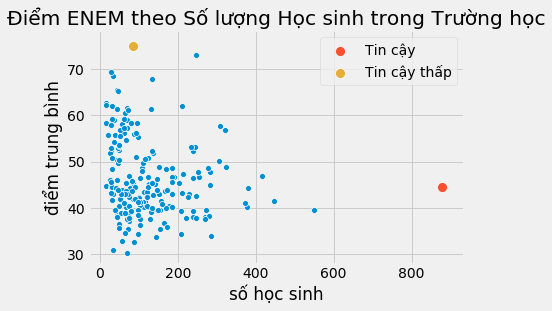 Điểm ENEM theo Số lượng Học sinh trong Trường học
Tin cậy
Tin cậy thấp
điểm trung bình
70
60
50
40
30
0
200
400
600
800
số học sinh